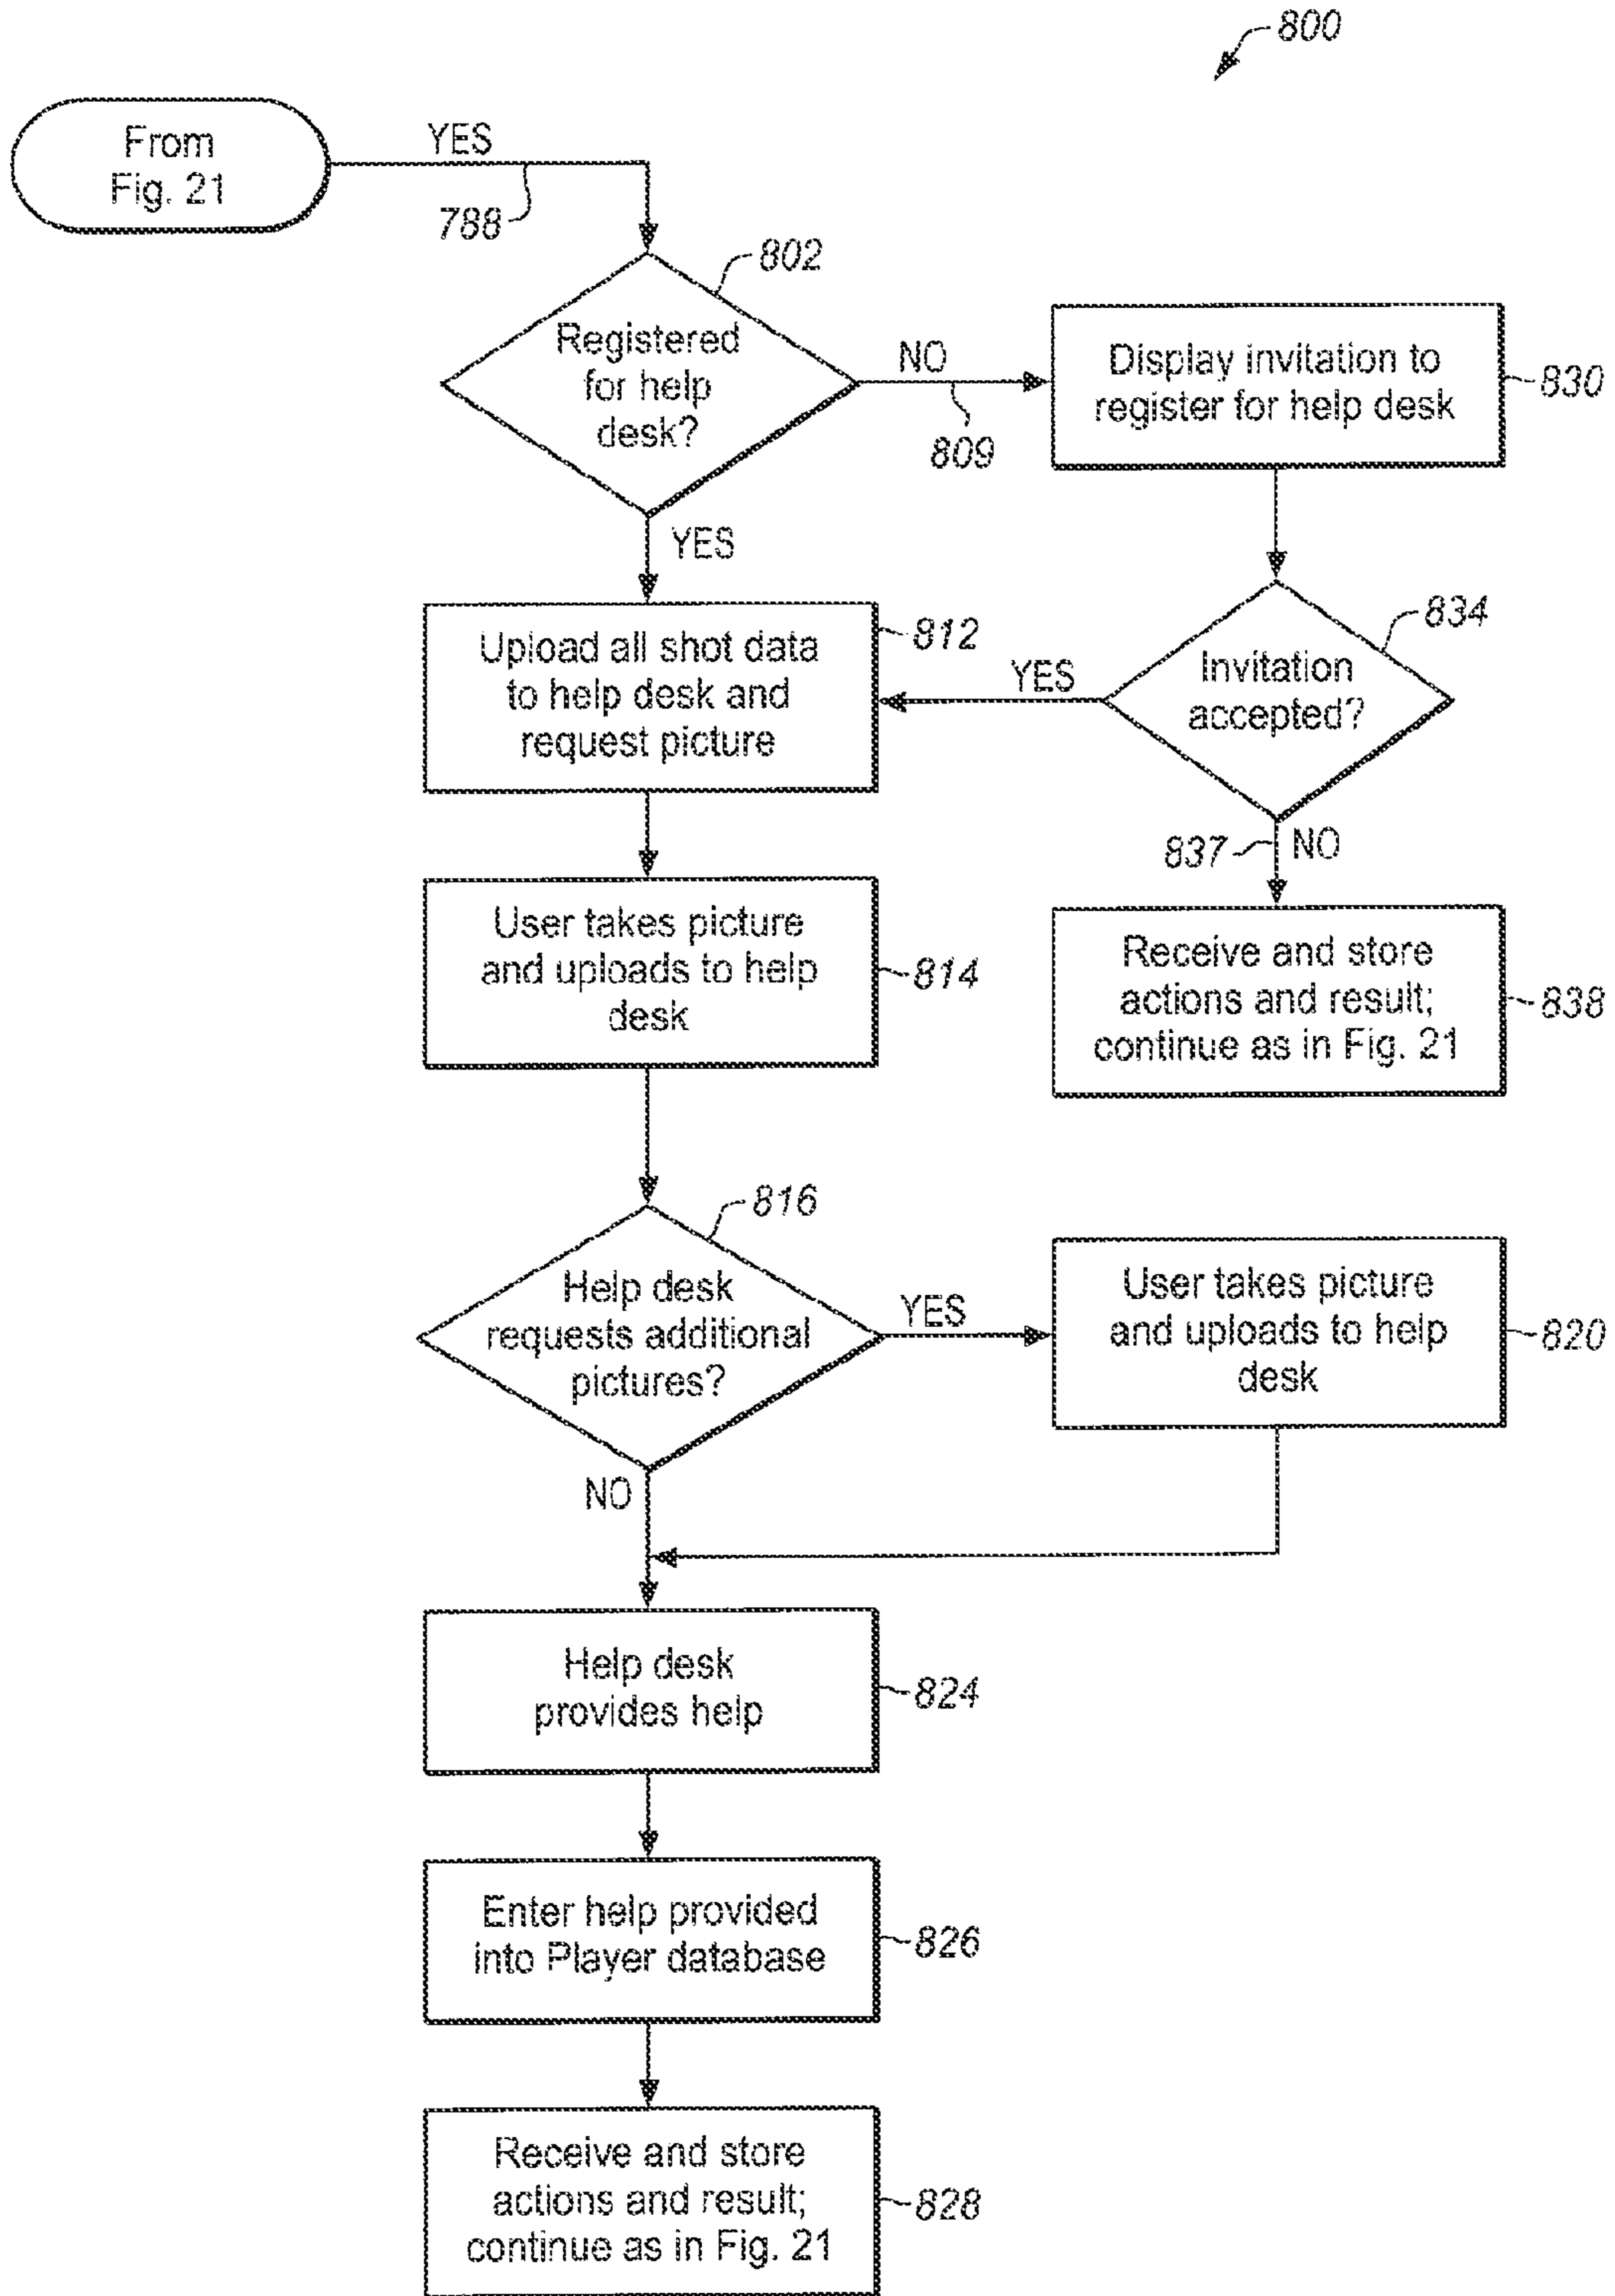 800
From
Fig. 21
YES
788
802
Registered
for help
desk?
NO
809
Display invitation to
register for help desk
830
YES
Upload all shot data
to help desk and
request picture
812
YES
Invitation
accepted?
834
837
NO
User takes picture
and uploads to help
desk
814
Receive and store
actions and result;
continue as in Fig. 21
838
816
Help desk
requests additional
pictures?
YES
User takes picture
and uploads to help
desk
820
NO
Help desk
provides help
824
Enter help provided
into Player database
826
Receive and store
actions and result;
continue as in Fig. 21
828